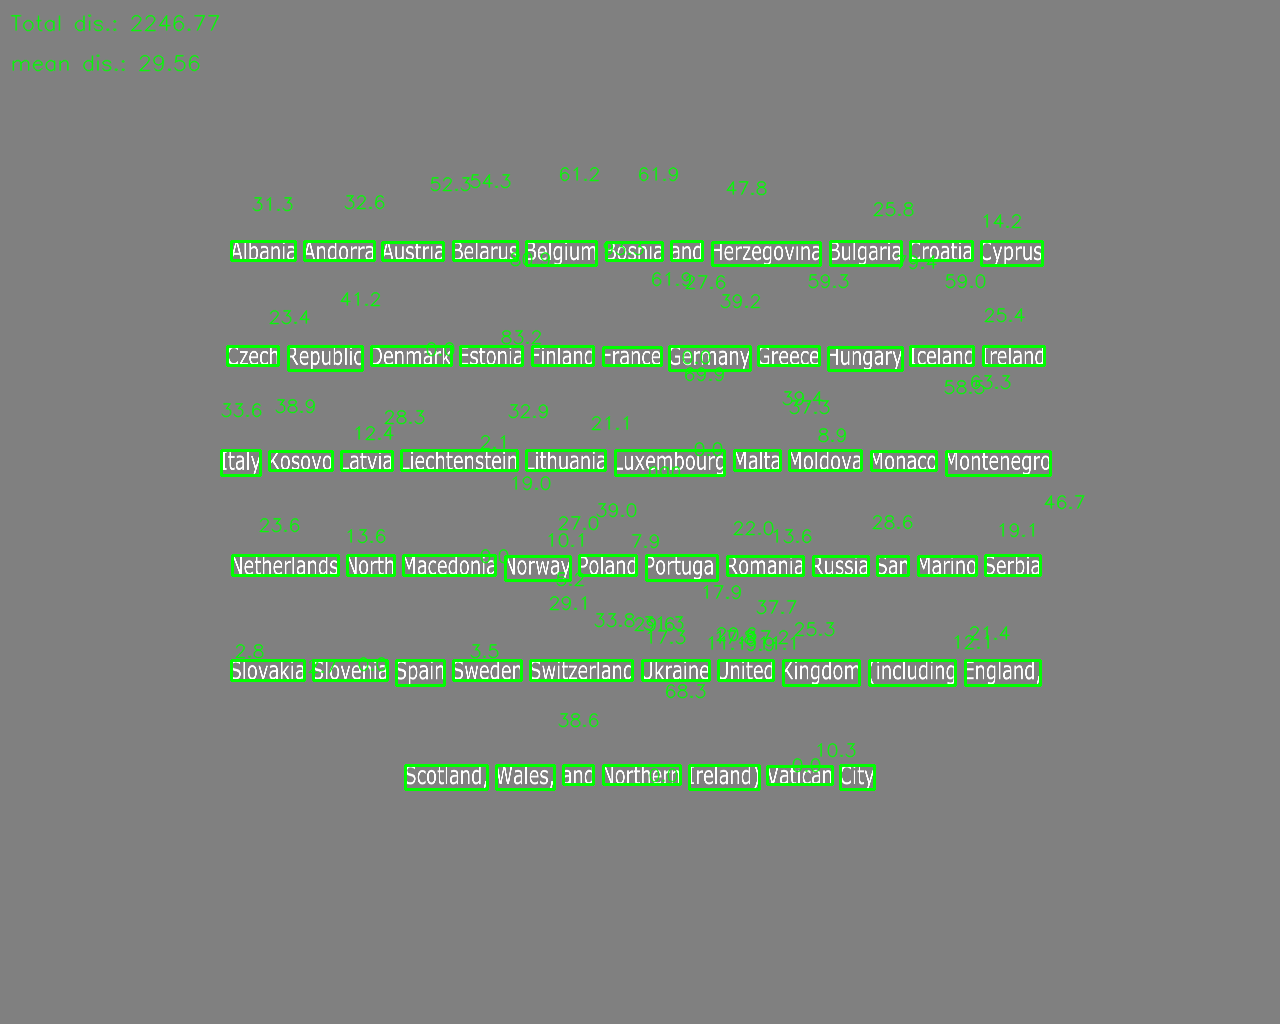 Total dis.: 2246.77
mean dis.: 29.56
61.2 61.9
52.3 54.3 47.8
31.3 32.6 25.8 14.2
Albania Andorra Austria Belarus Belgium Bosnia and Herzegovina Bulgaria Croatia Cyprus
61.9 27.6 59.3 59.0
41.2 39.2
23.4 25.4
83.2
Czech Republic Denmark Estonia Finland France Germany Greece Hungary Iceland Ireland
69.9 58.5 63.3
33.6 38.9 28.3 32.9 39.4 37.3
12.4 2.1 21.1 8.9
Italy Kosovo Latvia Liechtenstein Lithuania Luxembourg Malta Moldova Monaco Montenegro
19.0 46.7
39.0
23.6 13.6 27.0 10.1 7.9 22.0 13.6 28.6 19.1
Netherlands North Macedonia Norway Poland Portugal Romania Russia San Marino Serbia
17.9
29.1 37.7
33.8 25.3 21.4
2.8 3.5 17.3 12.1
Slovakia Slovenia Spain Sweden Switzerland Ukraine United Kingdom (including England,
68.3
38.6
10.3
Scotland, Wales, and Northern Ireland) Vatican City